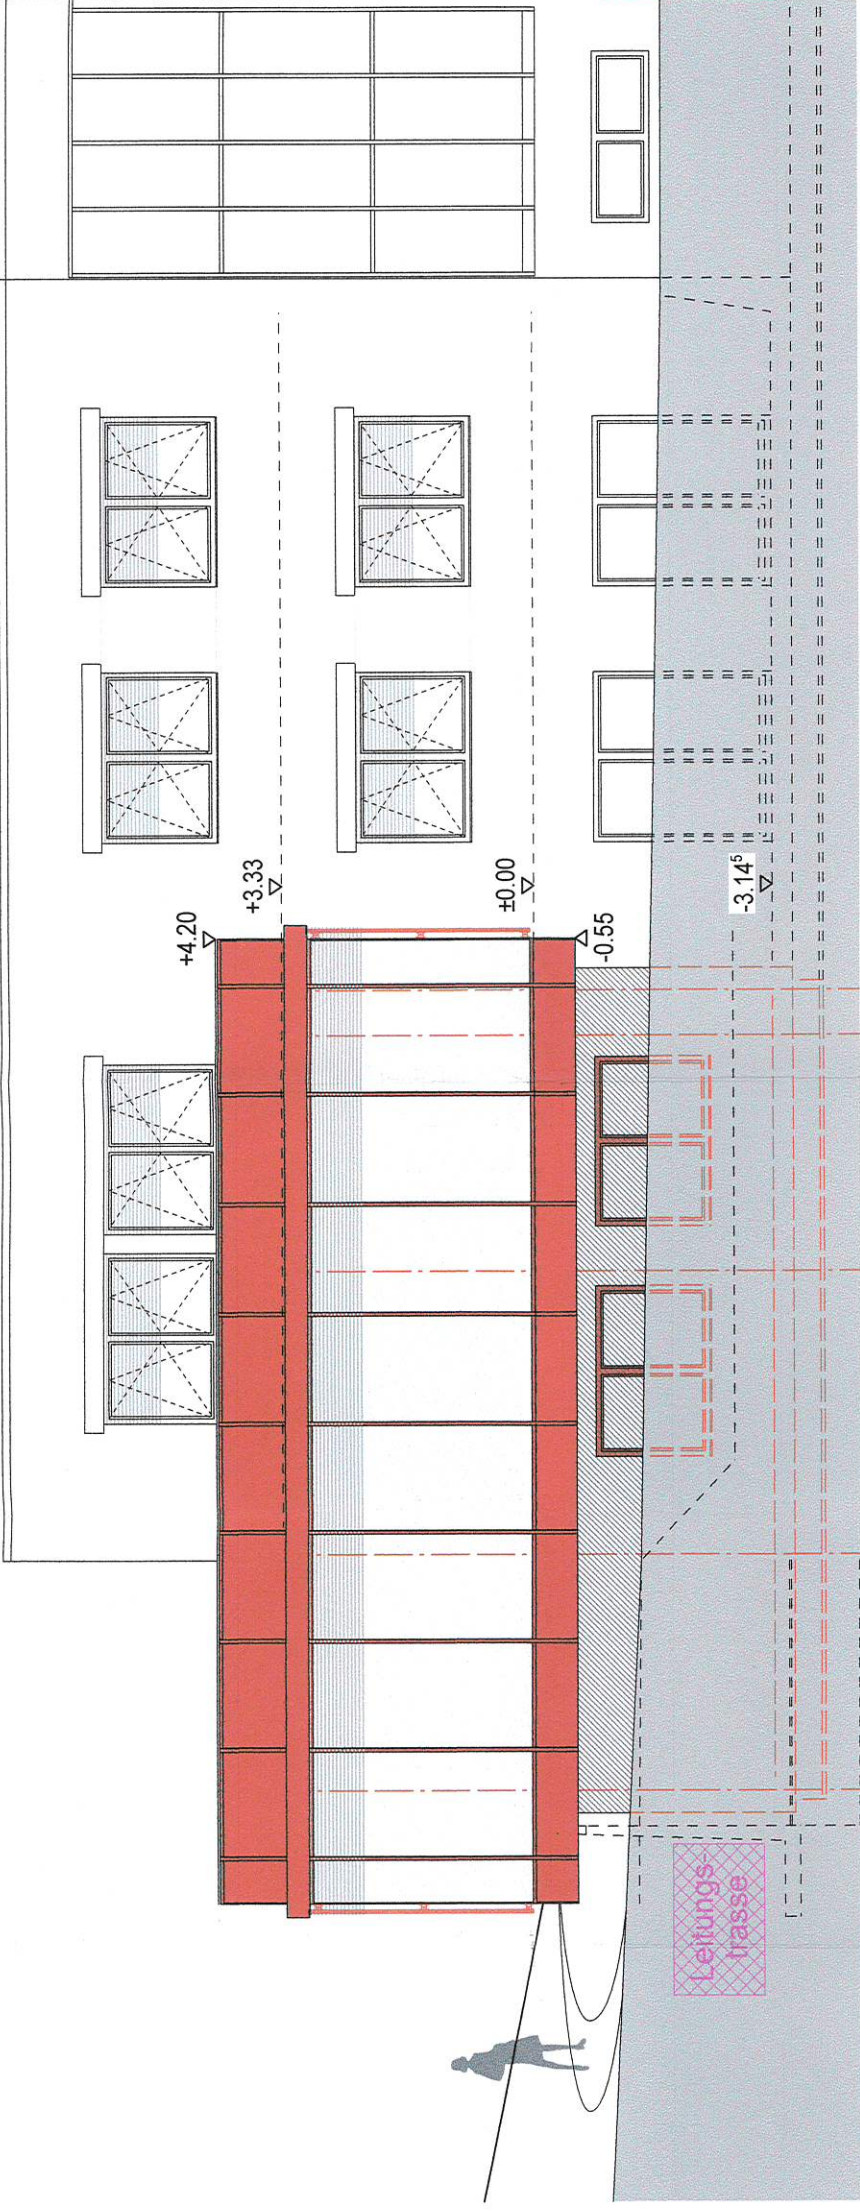 +4.20
+3.33
±0.00
-0.55
-3.14⁵
Leitungs-
trasse